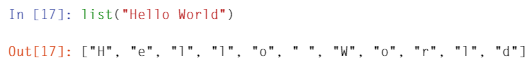 In [17]: list("Hello World")
Out[17]: ["H", "e", "l", "l", "o", " ", "W", "o", "r", "l", "d"]